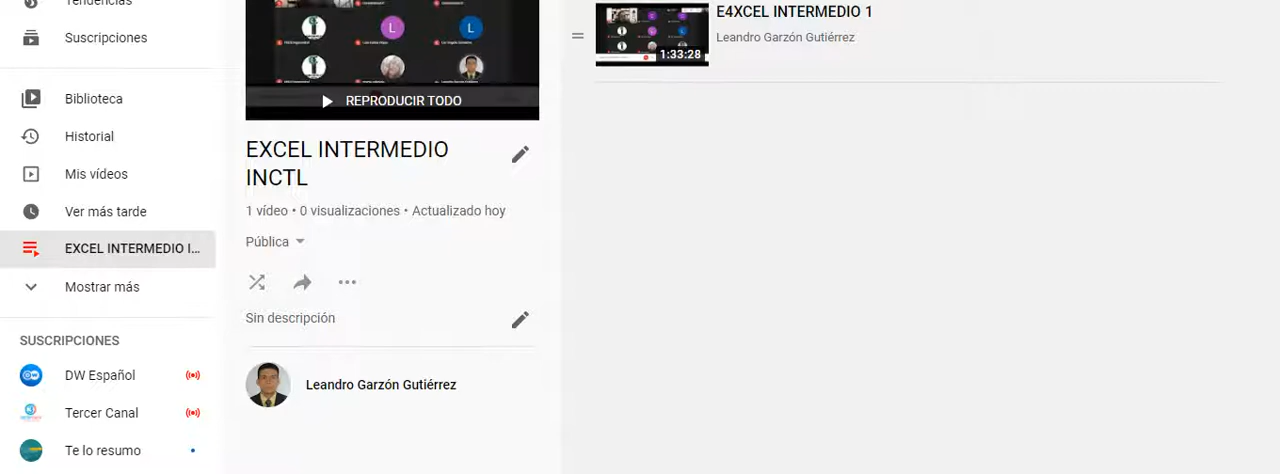 Tendencias
Suscripciones
Biblioteca
Historial
Mis vídeos
Ver más tarde
EXCEL INTERMEDIO I...
Mostrar más
SUSCRIPCIONES
DW Español
Tercer Canal
Te lo resumo
L
L
REPRODUCIR TODO
EXCEL INTERMEDIO
INCTL
1 vídeo • 0 visualizaciones • Actualizado hoy
Pública
Sin descripción
Leandro Garzón Gutiérrez
1:33:28
E4XCEL INTERMEDIO 1
Leandro Garzón Gutiérrez